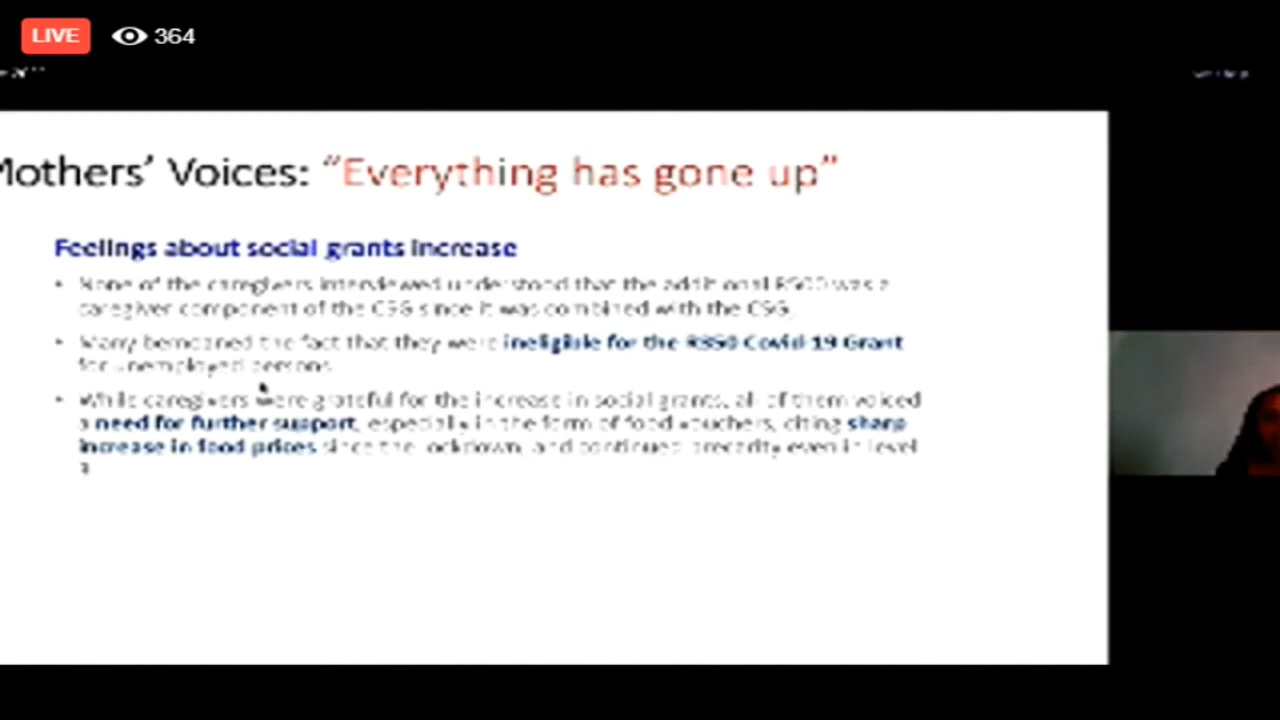 LIVE 364
Mothers’ Voices: “Everything has gone up”
Feelings about social grants increase
• None of the caregivers interviewed understood that the additional R500 was a
caregiver component of the CSG since it was combined with the CSG.
• Many bemoaned the fact that they were ineligible for the R350 Covid-19 Grant
for unemployed persons
• While caregivers were grateful for the increase in social grants, all of them voiced
a need for further support, especially in the form of food vouchers, citing sharp
increase in food prices since the lockdown, and continued precarity even in level
3